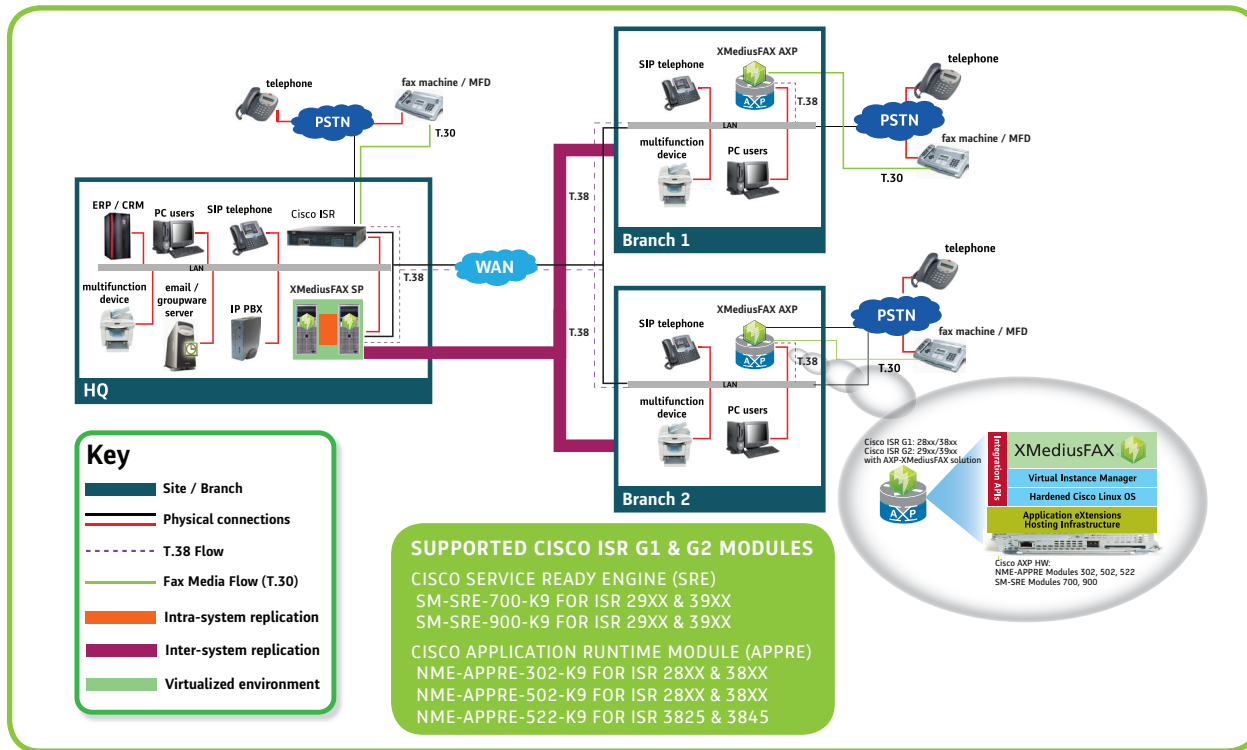 telephone
fax machine / MFD
PSTN
T.30
ERP / CRM
PC users
SIP telephone
Cisco ISR
LAN
T.38
multifunction
device
email /
groupware
server
IP PBX
XMediusFAX SP
HQ
WAN
T.38
T.38
XMediusFAX AXP
SIP telephone
AXP
T.38
LAN
multifunction
device
PC users
Branch 1
telephone
PSTN
fax machine / MFD
T.30
XMediusFAX AXP
SIP telephone
AXP
T.38
LAN
multifunction
device
PC users
Branch 2
telephone
PSTN
fax machine / MFD
T.30
Cisco ISR G1: 28xx/38xx
Cisco ISR G2: 29xx/39xx
with AXP-XMediusFAX solution
AXP
Integration APIs
XMediusFAX
Virtual Instance Manager
Hardened Cisco Linux OS
Application eXtensions
Hosting Infrastructure
Cisco AXP HW:
NME-APPRE Modules 302, 502, 522
SM-SRE Modules 700, 900
Key
Site / Branch
Physical connections
T.38 Flow
Fax Media Flow (T.30)
Intra-system replication
Inter-system replication
Virtualized environment
SUPPORTED CISCO ISR G1 & G2 MODULES
CISCO SERVICE READY ENGINE (SRE)
SM-SRE-700-K9 FOR ISR 29XX & 39XX
SM-SRE-900-K9 FOR ISR 29XX & 39XX
CISCO APPLICATION RUNTIME MODULE (APPRE)
NME-APPRE-302-K9 FOR ISR 28XX & 38XX
NME-APPRE-502-K9 FOR ISR 28XX & 38XX
NME-APPRE-522-K9 FOR ISR 3825 & 3845